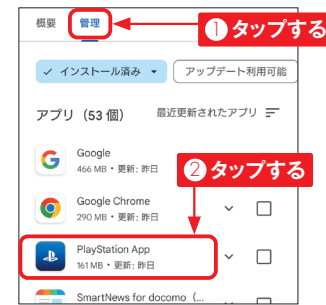 概要 管理
① タップする
✓ インストール済み ▼ アップデート利用可能
アプリ（53 個） 最近更新されたアプリ
Google
466 MB • 更新: 昨日
② タップする
Google Chrome
290 MB • 更新: 昨日
PlayStation App
161 MB • 更新: 昨日
SmartNews for docomo（...